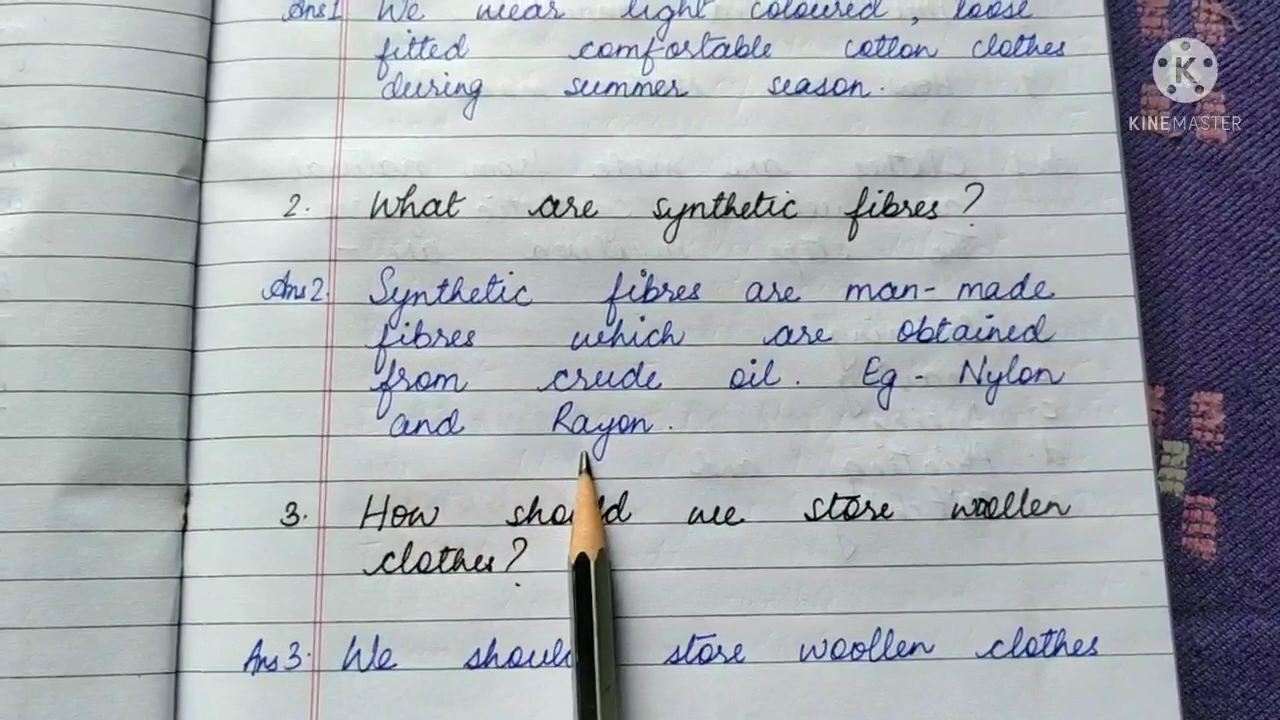 Ans1 We wear light coloured, loose
fitted comfortable cotton clothes
during summer season.
KINEMASTER
2. What are synthetic fibres?
Ans2 Synthetic fibres are man-made
fibres which are obtained
from crude oil. Eg - Nylon
and Rayon.
3. How should we store woollen
clothes?
Ans3. We should store woollen clothes